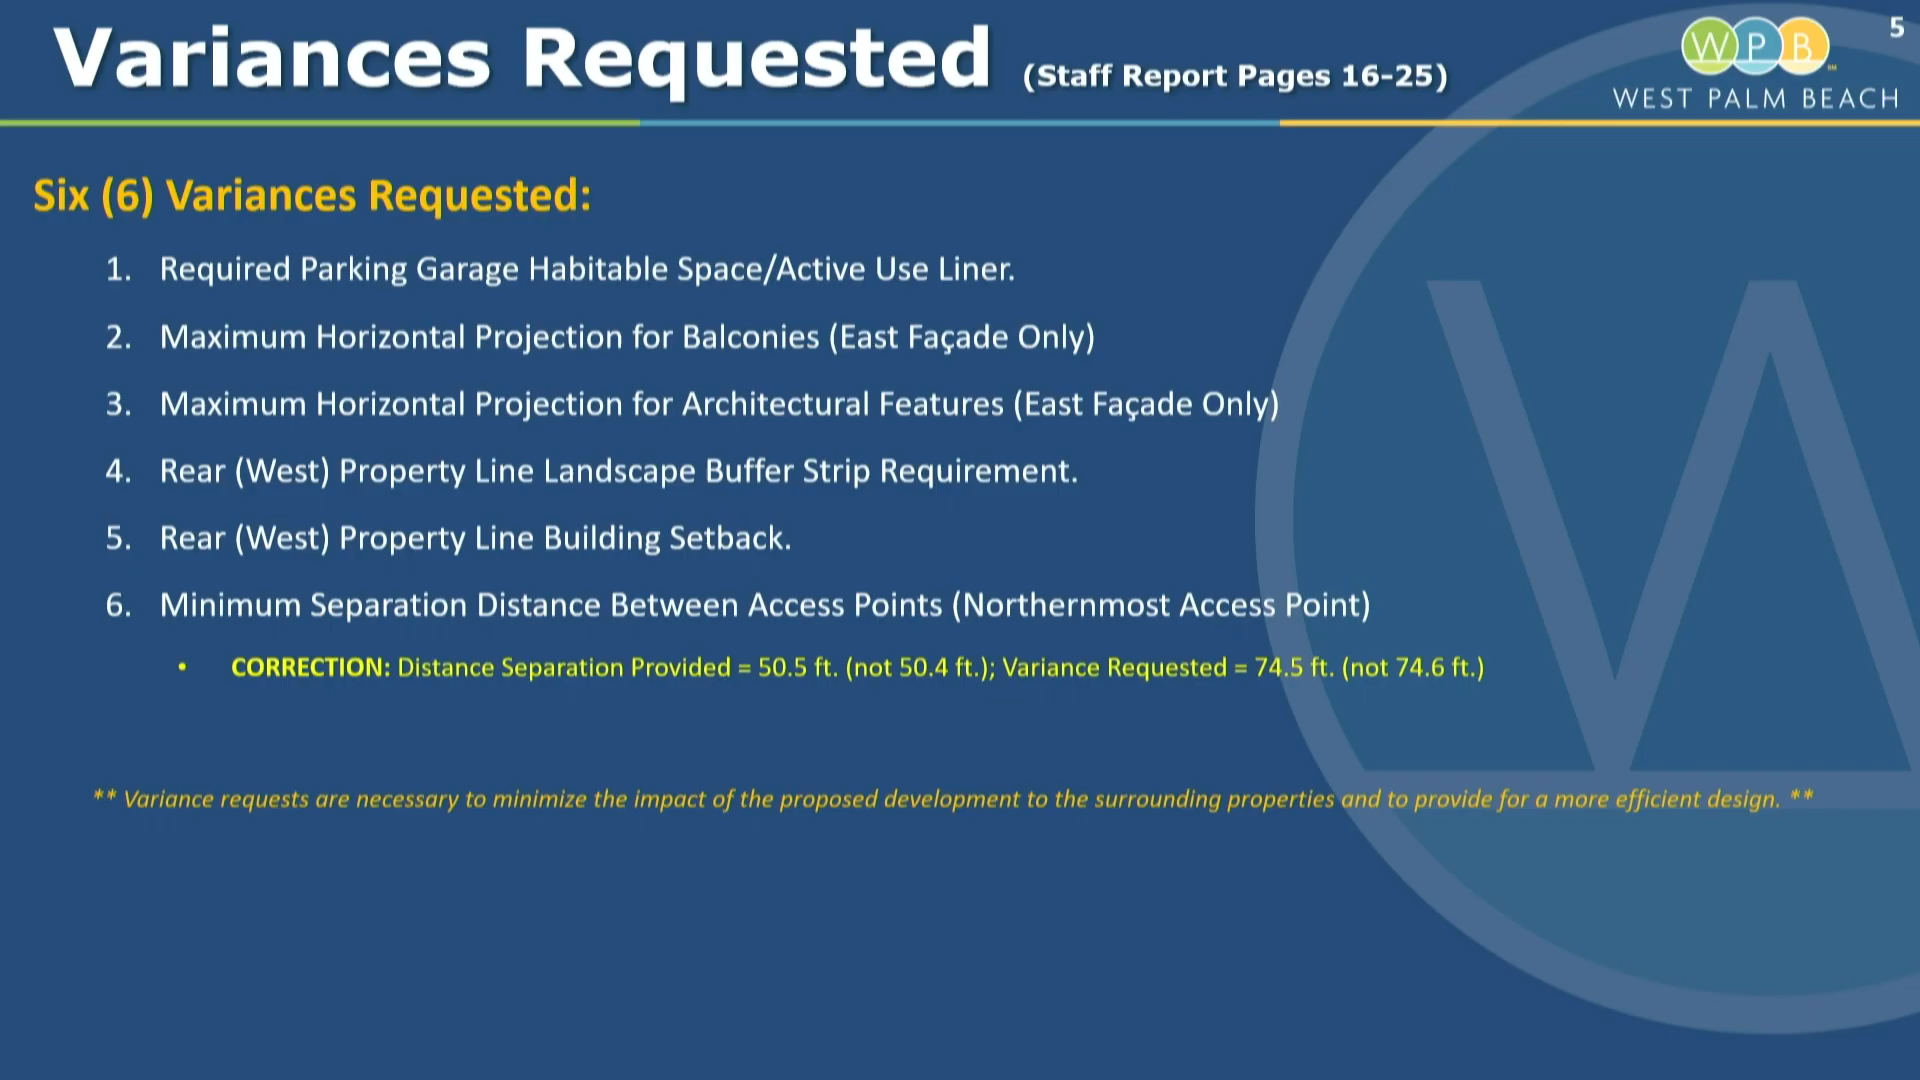 Variances Requested (Staff Report Pages 16-25)
5
WPB
WEST PALM BEACH
Six (6) Variances Requested:
1. Required Parking Garage Habitable Space/Active Use Liner.
2. Maximum Horizontal Projection for Balconies (East Façade Only)
3. Maximum Horizontal Projection for Architectural Features (East Façade Only)
4. Rear (West) Property Line Landscape Buffer Strip Requirement.
5. Rear (West) Property Line Building Setback.
6. Minimum Separation Distance Between Access Points (Northernmost Access Point)
• CORRECTION: Distance Separation Provided = 50.5 ft. (not 50.4 ft.); Variance Requested = 74.5 ft. (not 74.6 ft.)
** Variance requests are necessary to minimize the impact of the proposed development to the surrounding properties and to provide for a more efficient design. **
W